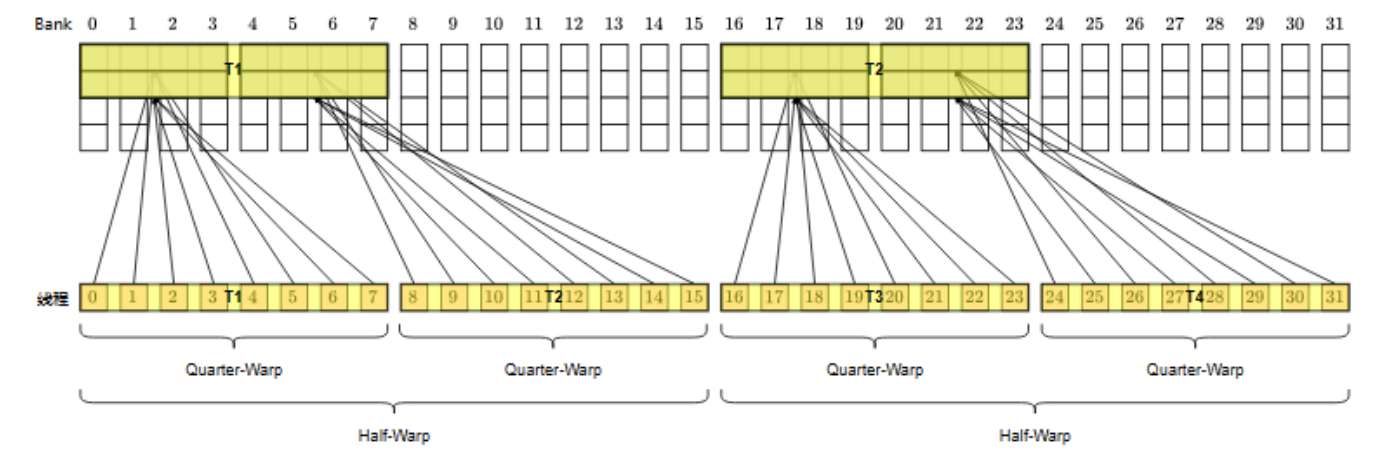 Bank 0 1 2 3 4 5 6 7 8 9 10 11 12 13 14 15 16 17 18 19 20 21 22 23 24 25 26 27 28 29 30 31
T1 T2
线程 0 1 2 3 T1 4 5 6 7 8 9 10 11 T2 12 13 14 15 16 17 18 19 T3 20 21 22 23 24 25 26 27 T4 28 29 30 31
Quarter-Warp Quarter-Warp Quarter-Warp Quarter-Warp
Half-Warp Half-Warp